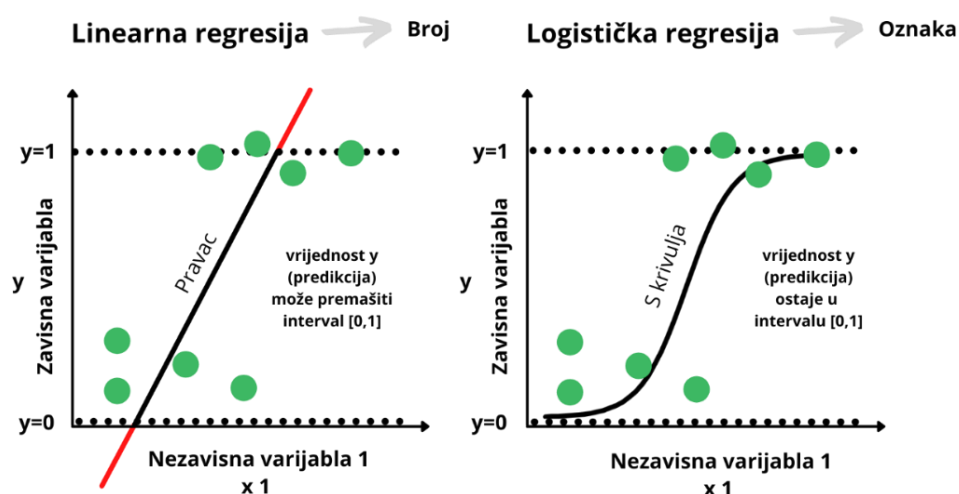 Linearna regresija
Broj
y=1
Zavisna varijabla
y
Pravac
vrijednost y
(predikcija)
može premašiti
interval [0,1]
y=0
Nezavisna varijabla 1
x 1
Logistička regresija
Oznaka
y=1
Zavisna varijabla
y
S krivulja
vrijednost y
(predikcija)
ostaje u
intervalu [0,1]
y=0
Nezavisna varijabla 1
x 1